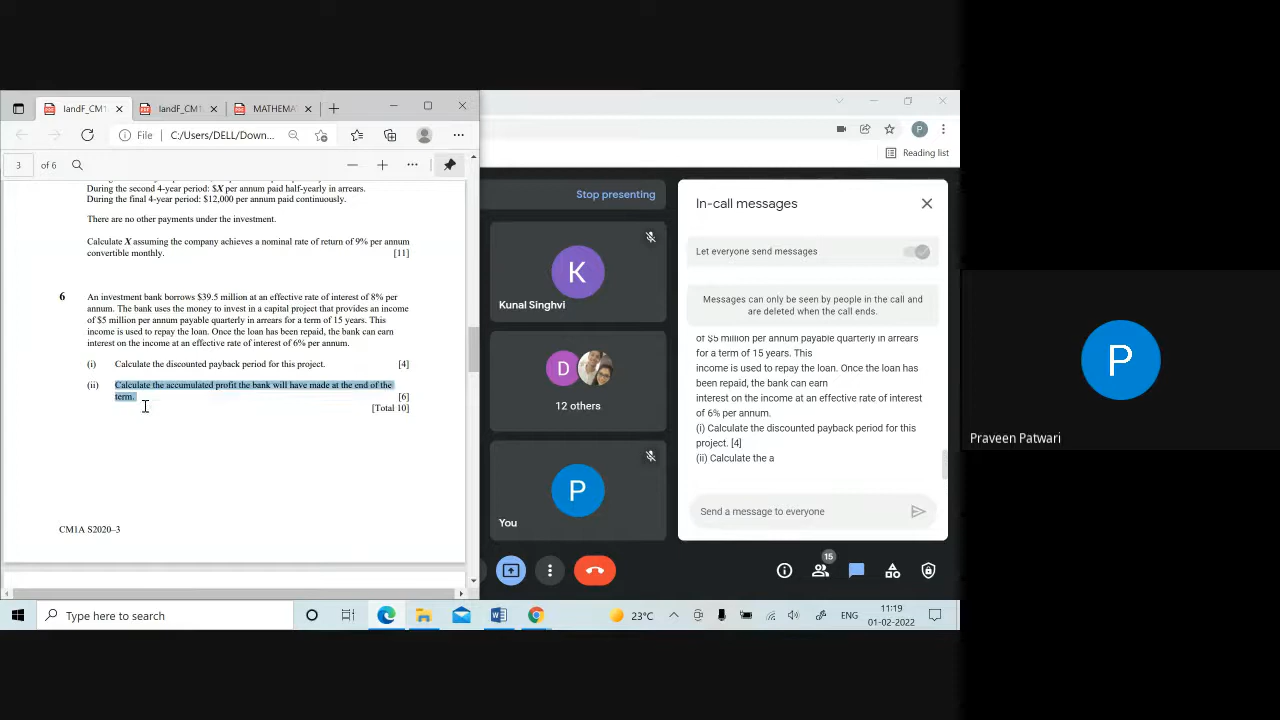 IandF_CM1
IandF_CM1
MATHEMA
File
C:/Users/DELL/Down...
3 of 6
During the second 4-year period: $X per annum paid half-yearly in arrears.
During the final 4-year period: $12,000 per annum paid continuously.
There are no other payments under the investment.
Calculate X assuming the company achieves a nominal rate of return of 9% per annum
convertible monthly. [11]
6 An investment bank borrows $39.5 million at an effective rate of interest of 8% per
annum. The bank uses the money to invest in a capital project that provides an income
of $5 million per annum payable quarterly in arrears for a term of 15 years. This
income is used to repay the loan. Once the loan has been repaid, the bank can earn
interest on the income at an effective rate of interest of 6% per annum.
(i) Calculate the discounted payback period for this project. [4]
(ii) Calculate the accumulated profit the bank will have made at the end of the
term. [6]
[Total 10]
CM1A S2020–3
P
Reading list
Stop presenting
K
Kunal Singhvi
D
12 others
P
You
In-call messages
Let everyone send messages
Messages can only be seen by people in the call and
are deleted when the call ends.
of $5 million per annum payable quarterly in arrears
for a term of 15 years. This
income is used to repay the loan. Once the loan has
been repaid, the bank can earn
interest on the income at an effective rate of interest
of 6% per annum.
(i) Calculate the discounted payback period for this
project. [4]
(ii) Calculate the a
Send a message to everyone
15
P
Praveen Patwari
Type here to search
23°C
ENG
11:19
01-02-2022